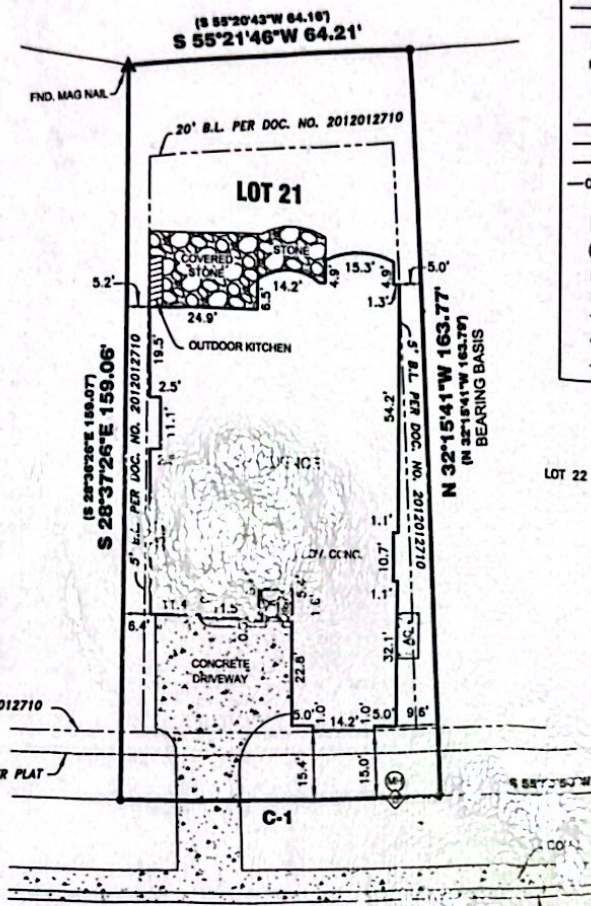 (S 55°20'43"W 64.16')
S 55°21'46"W 64.21'
FND. MAG NAIL
20' B.L. PER DOC. NO. 2012012710
LOT 21
COVERED
STONE
STONE
14.2'
4.9'
15.3'
4.9'
5.0'
5.2'
1.3'
6.5'
24.9'
OUTDOOR KITCHEN
19.5'
2.5'
11.1'
(S 28°36'26"E 159.07')
S 28°37'26"E 159.06'
5' B.L. PER DOC. NO. 2012012710
54.2'
5' B.L. PER DOC. NO. 2012012710
N 32°15'41"W 163.77'
(N 32°15'41"W 163.79')
BEARING BASIS
LOT 22
1.1'
CONC.
10.7'
5.4'
1.1'
11.5'
6.4'
AC
32.1'
CONCRETE
DRIVEWAY
22.8'
12012710
5.0'
1.0'
14.2'
1.0'
5.0'
9.6'
R PLAT
15.4'
15.0'
C-1